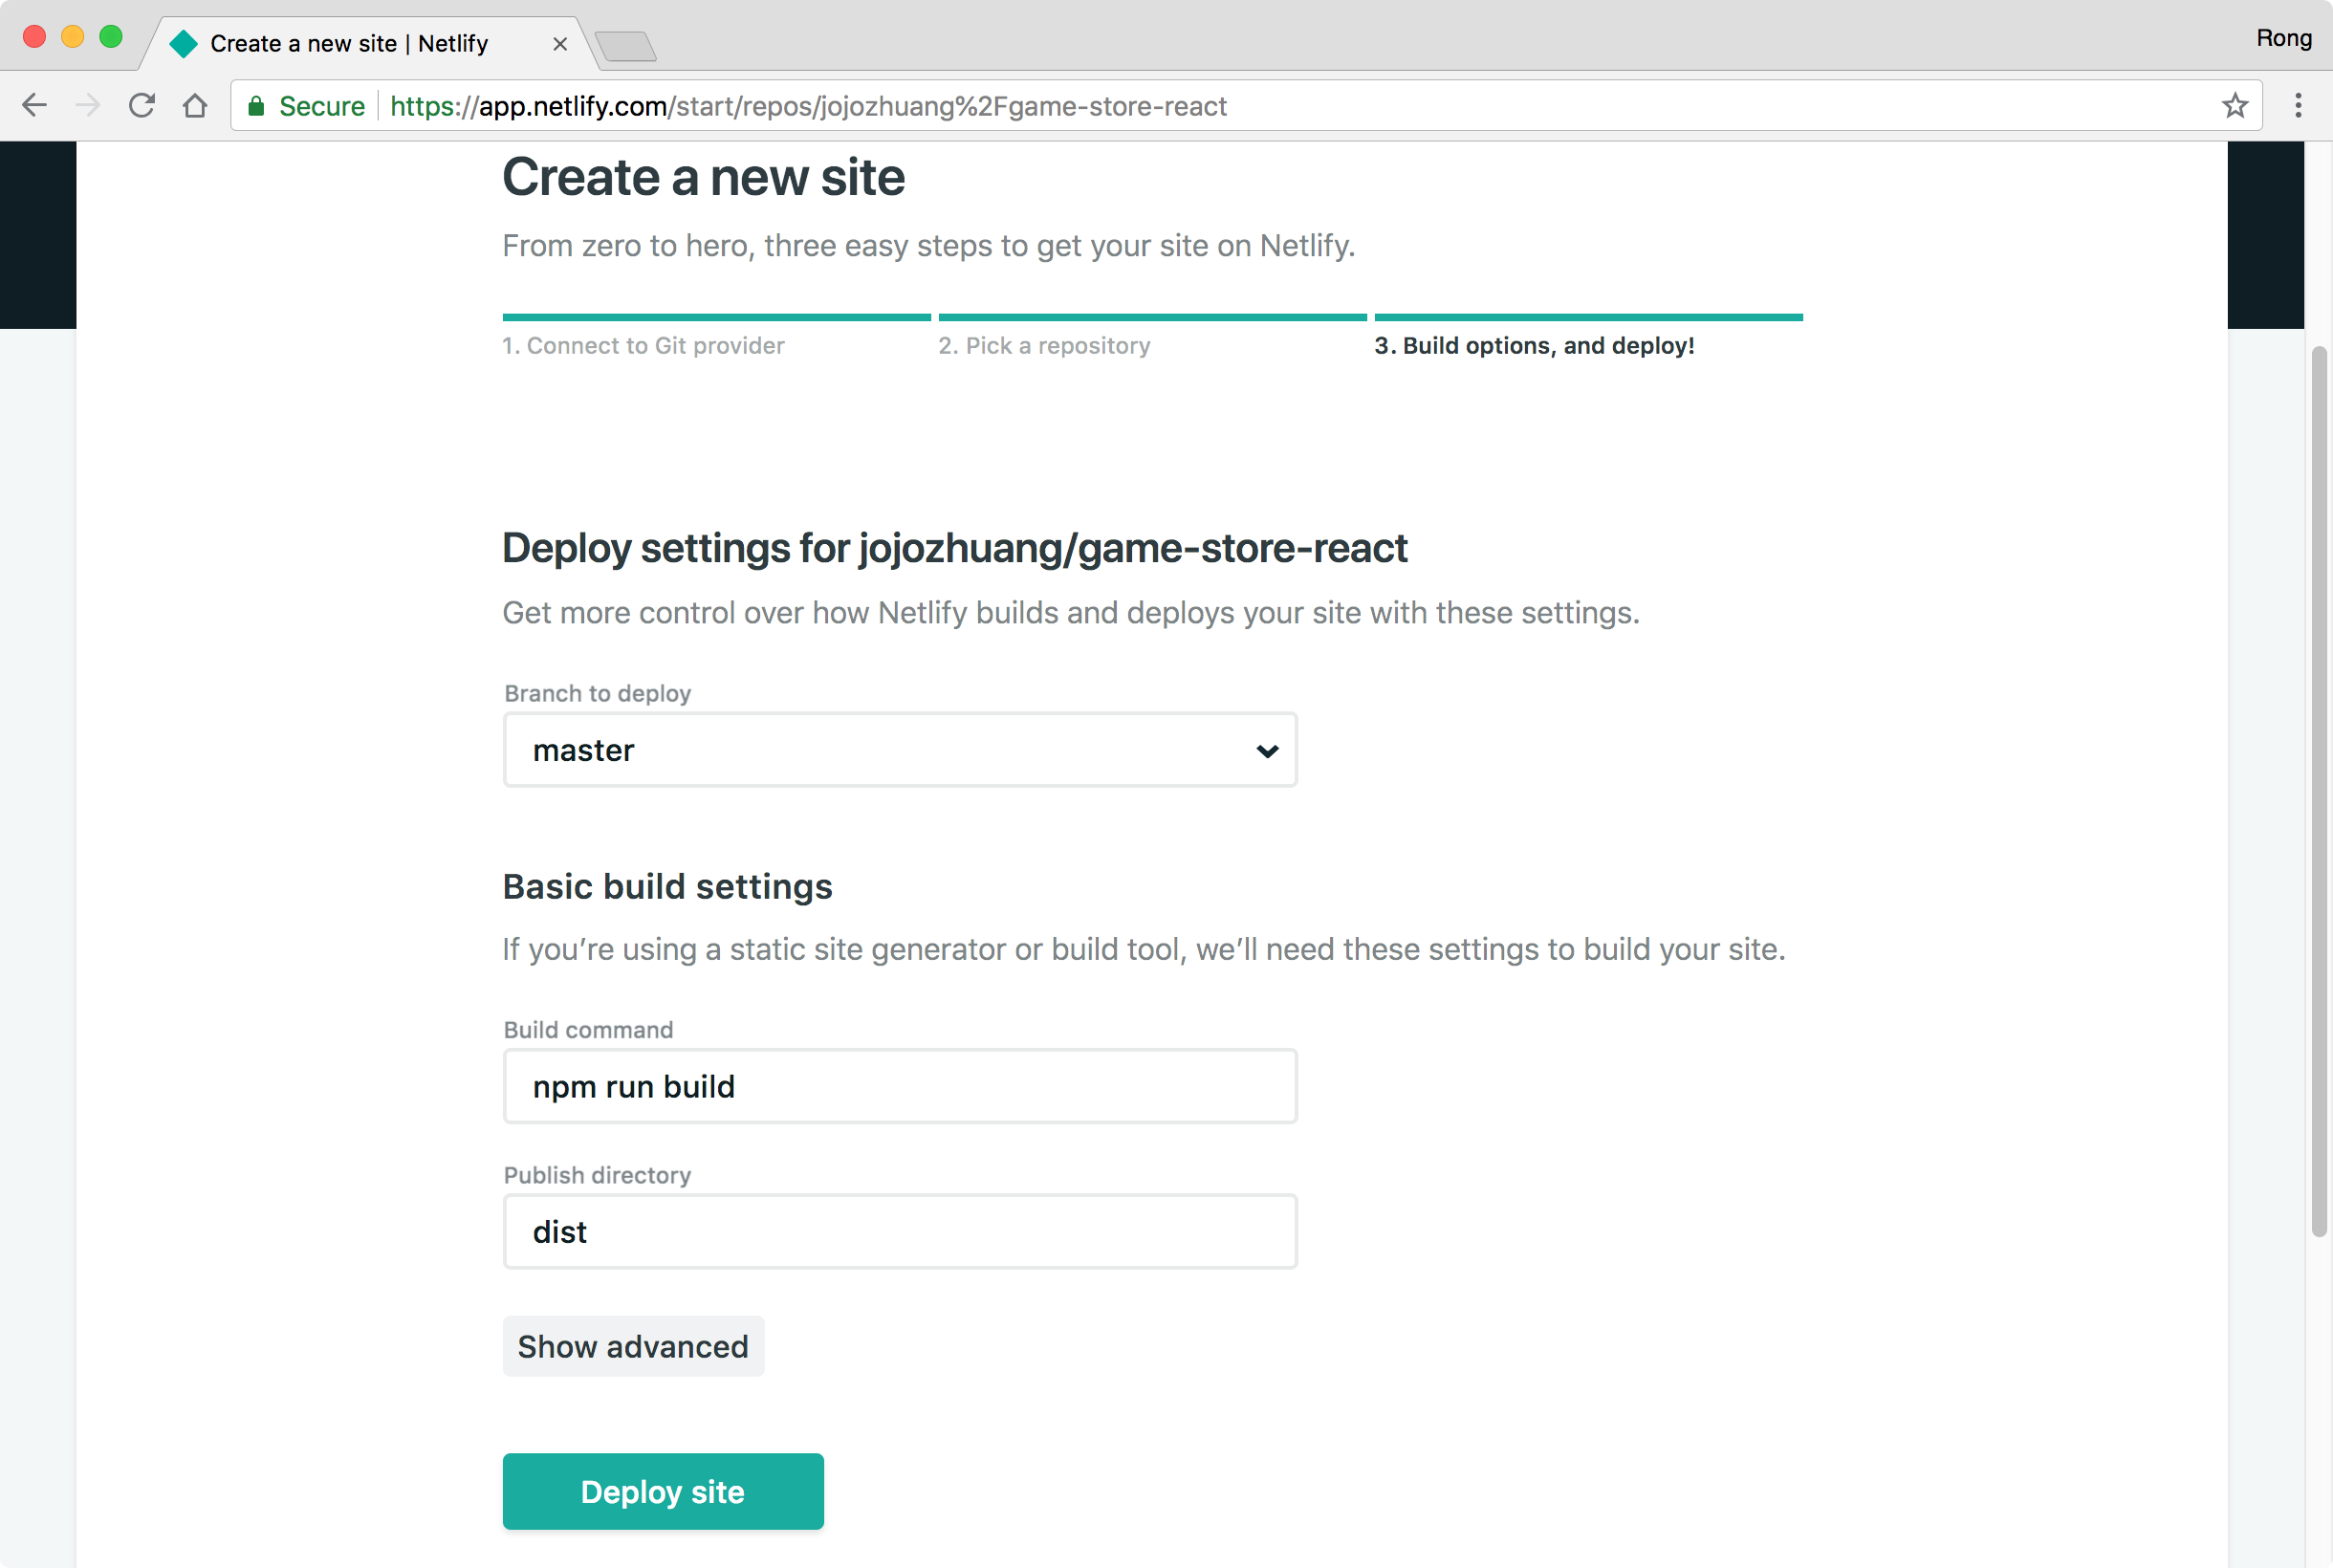 Create a new site | Netlify
Rong
Secure https://app.netlify.com/start/repos/jojozhuang%2Fgame-store-react
Create a new site
From zero to hero, three easy steps to get your site on Netlify.
1. Connect to Git provider
2. Pick a repository
3. Build options, and deploy!
Deploy settings for jojozhuang/game-store-react
Get more control over how Netlify builds and deploys your site with these settings.
Branch to deploy
master
Basic build settings
If you’re using a static site generator or build tool, we’ll need these settings to build your site.
Build command
npm run build
Publish directory
dist
Show advanced
Deploy site